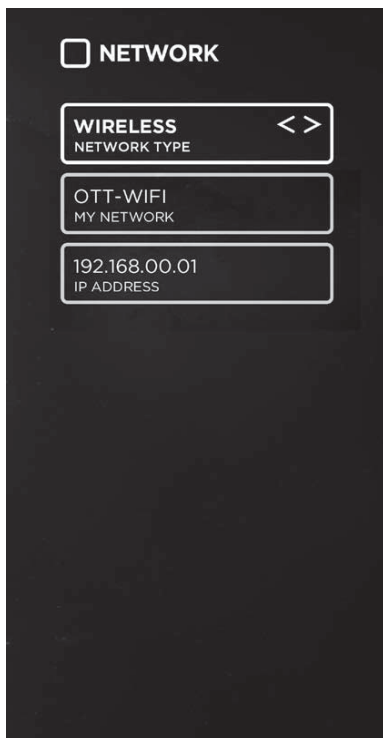 NETWORK
WIRELESS < >
NETWORK TYPE
OTT-WIFI
MY NETWORK
192.168.00.01
IP ADDRESS